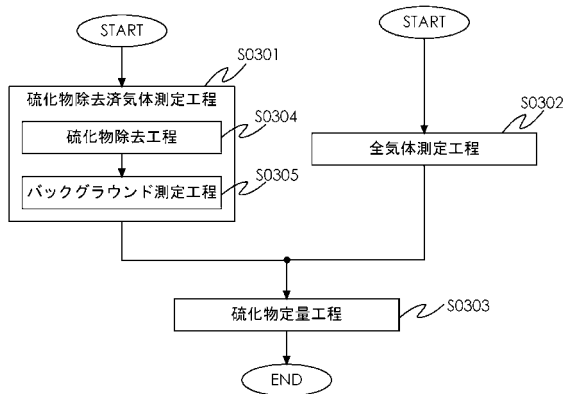 START
S0301
硫化物除去済気体測定工程
硫化物除去工程
S0304
バックグラウンド測定工程
S0305
START
S0302
全気体測定工程
硫化物定量工程
S0303
END